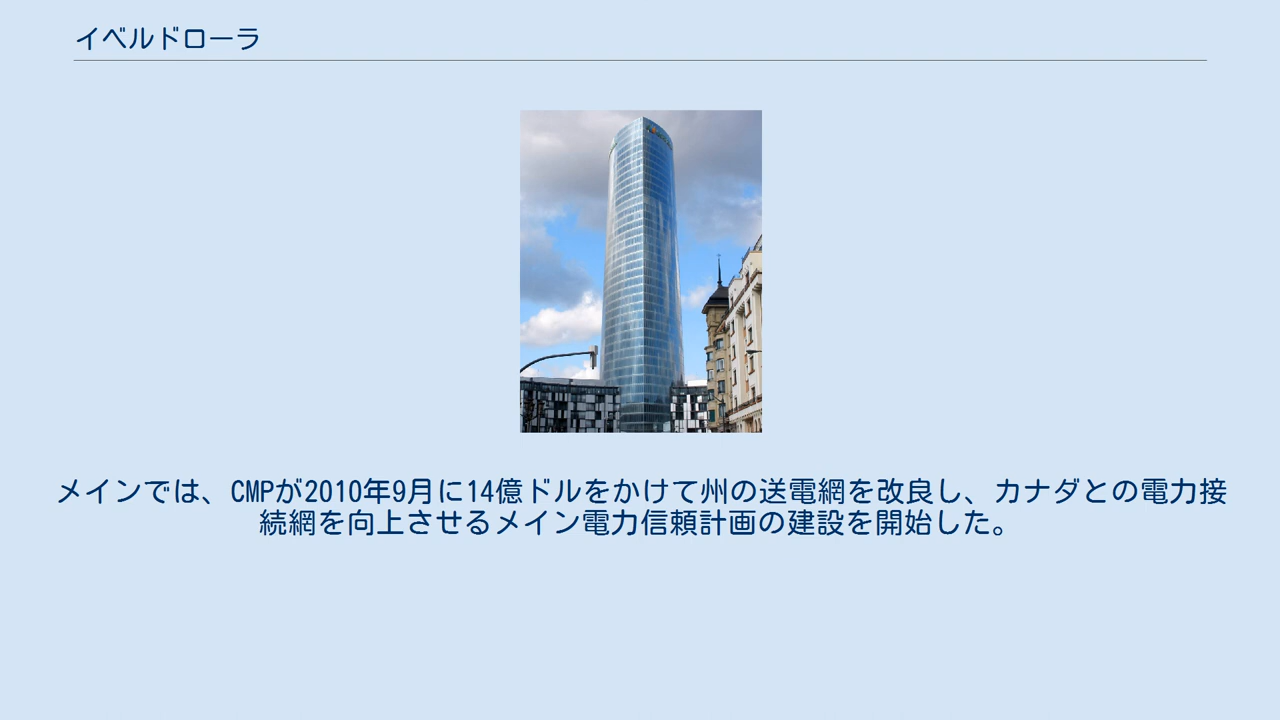 イベルドローラ
メインでは、CMPが2010年9月に14億ドルをかけて州の送電網を改良し、カナダとの電力接
続網を向上させるメイン電力信頼計画の建設を開始した。